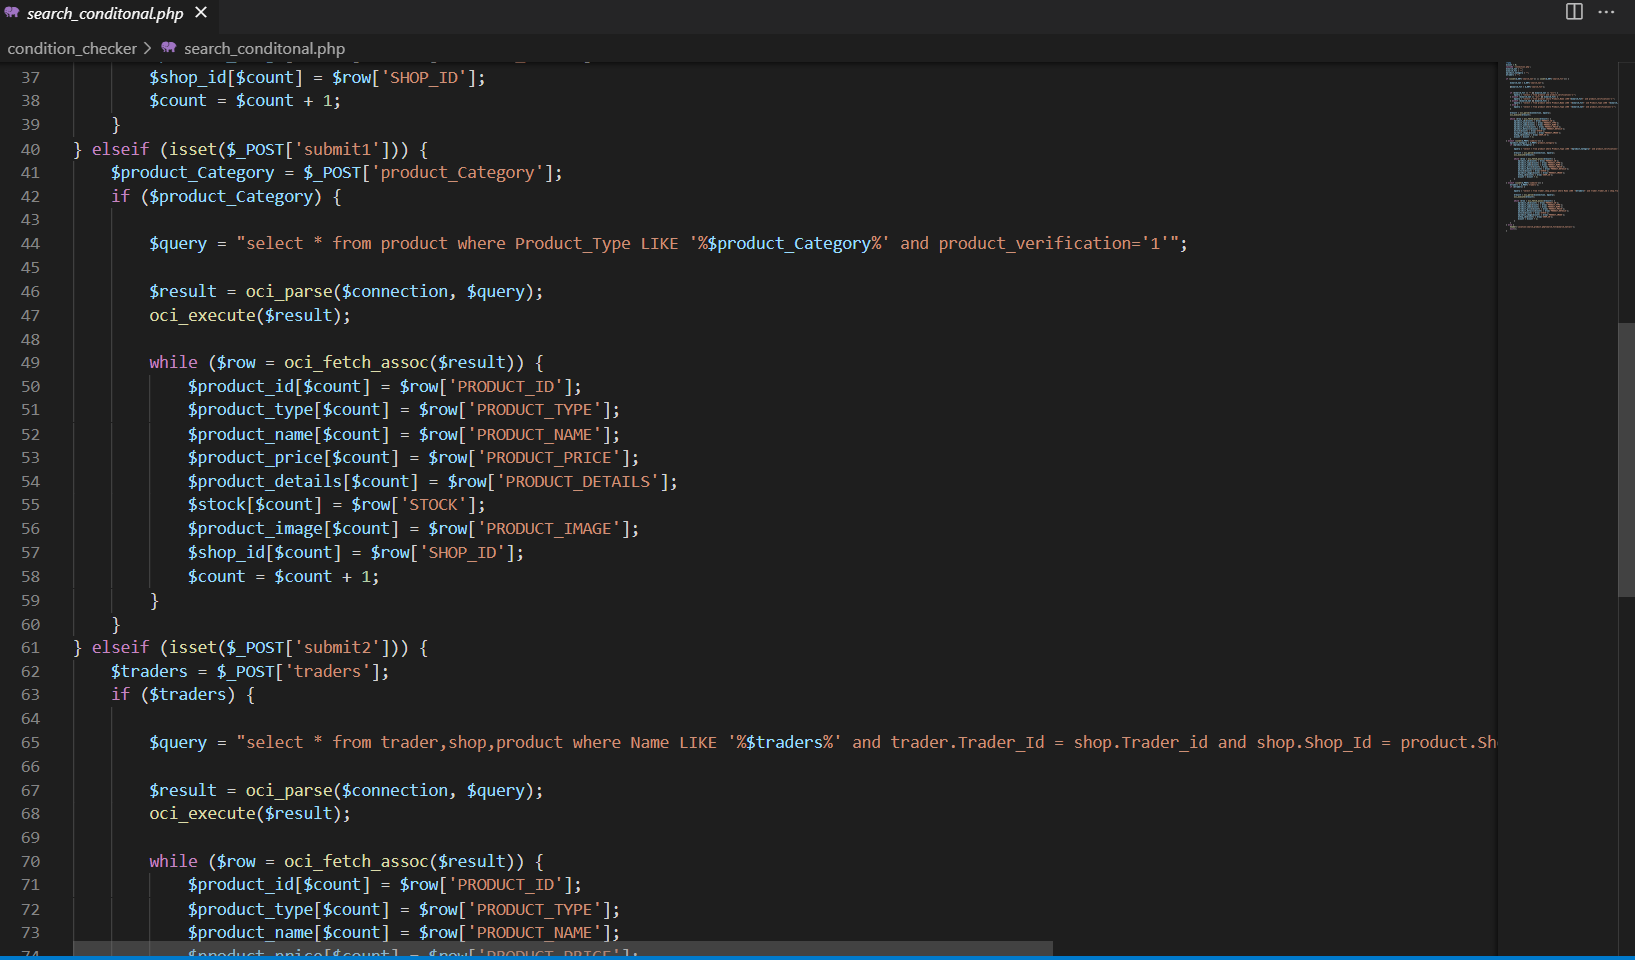 search_conditonal.php
condition_checker > search_conditonal.php
37 $shop_id[$count] = $row['SHOP_ID'];
38 $count = $count + 1;
39 }
40 } elseif (isset($_POST['submit1'])) {
41 $product_Category = $_POST['product_Category'];
42 if ($product_Category) {
43
44 $query = "select * from product where Product_Type LIKE '%$product_Category%' and product_verification='1'";
45
46 $result = oci_parse($connection, $query);
47 oci_execute($result);
48
49 while ($row = oci_fetch_assoc($result)) {
50 $product_id[$count] = $row['PRODUCT_ID'];
51 $product_type[$count] = $row['PRODUCT_TYPE'];
52 $product_name[$count] = $row['PRODUCT_NAME'];
53 $product_price[$count] = $row['PRODUCT_PRICE'];
54 $product_details[$count] = $row['PRODUCT_DETAILS'];
55 $stock[$count] = $row['STOCK'];
56 $product_image[$count] = $row['PRODUCT_IMAGE'];
57 $shop_id[$count] = $row['SHOP_ID'];
58 $count = $count + 1;
59 }
60 }
61 } elseif (isset($_POST['submit2'])) {
62 $traders = $_POST['traders'];
63 if ($traders) {
64
65 $query = "select * from trader,shop,product where Name LIKE '%$traders%' and trader.Trader_Id = shop.Trader_id and shop.Shop_Id = product.Sh
66
67 $result = oci_parse($connection, $query);
68 oci_execute($result);
69
70 while ($row = oci_fetch_assoc($result)) {
71 $product_id[$count] = $row['PRODUCT_ID'];
72 $product_type[$count] = $row['PRODUCT_TYPE'];
73 $product_name[$count] = $row['PRODUCT_NAME'];
74 $product_price[$count] = $row['PRODUCT_PRICE'];